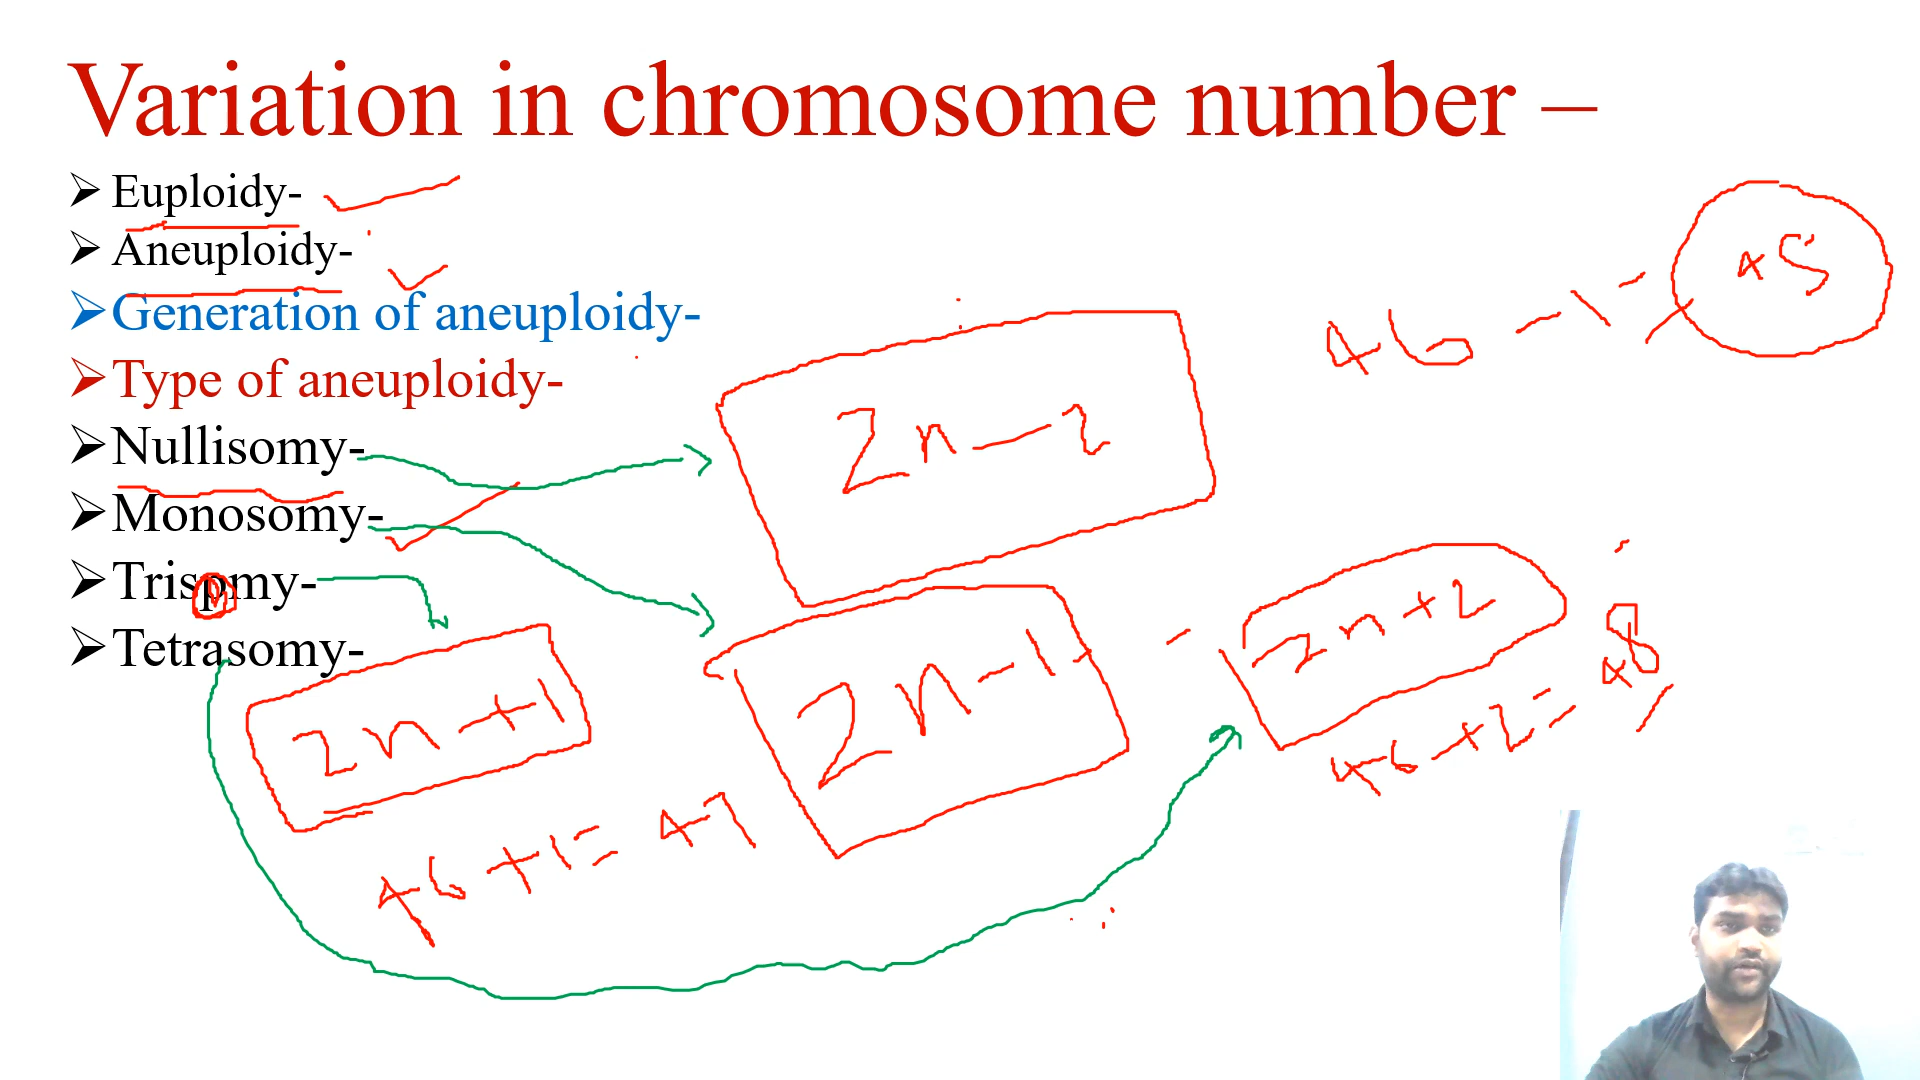 Variation in chromosome number –
Euploidy-
Aneuploidy-
Generation of aneuploidy-
Type of aneuploidy-
Nullisomy-
Monosomy-
Trispmy-
Tetrasomy-
46 - 1 = 45
2n - 2
2n + 2
46 + 2 = 48
2n - 1
2n + 1
46 + 1 = 47